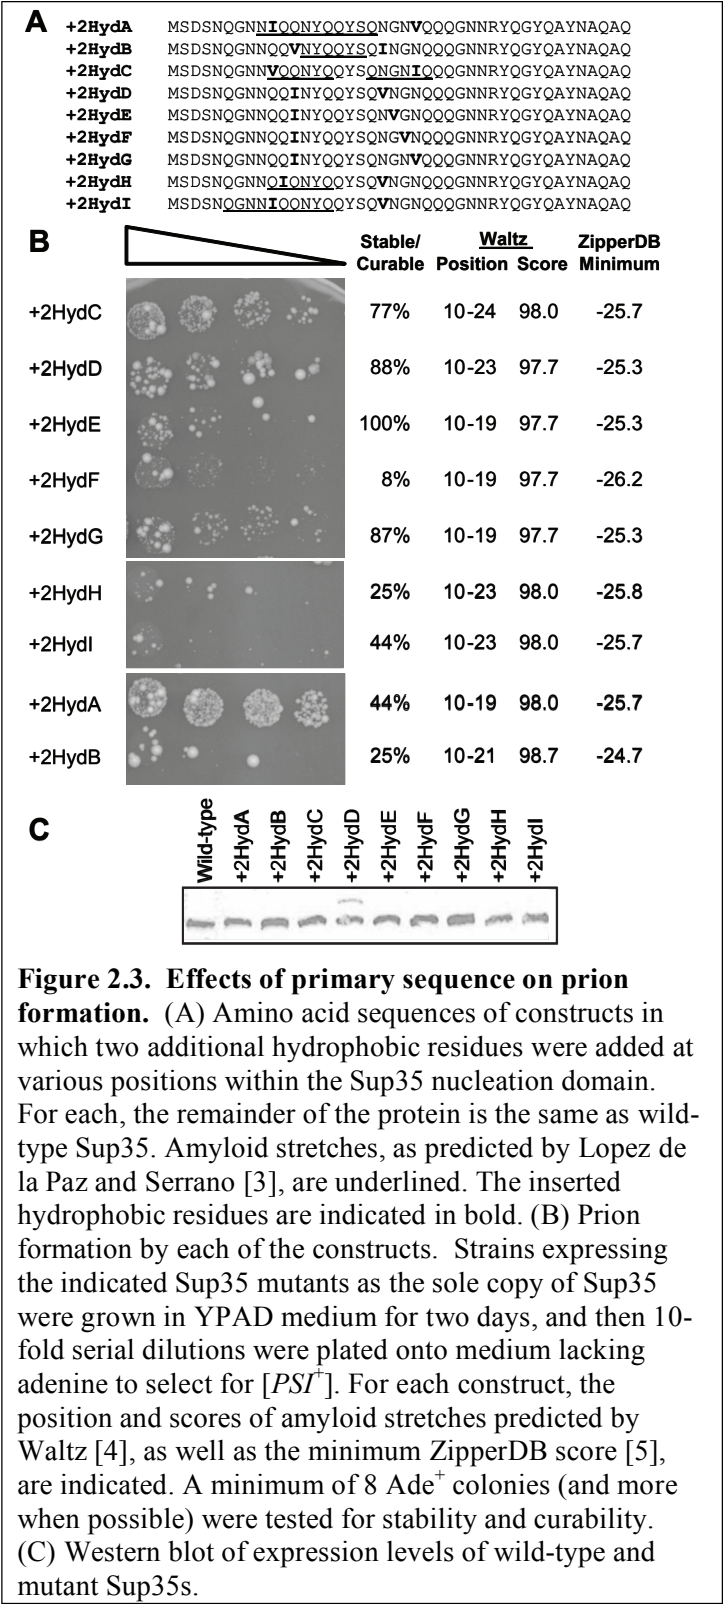 A
+2HydA MSDSNQGNNIQQNYQQYSQNGNVQQQGNNRYQGYQAYNAQAQ
+2HydB MSDSNQGNNQQVNYQQYSQINGNQQQGNNRYQGYQAYNAQAQ
+2HydC MSDSNQGNNVQQNYQQYSQNGNIQQQGNNRYQGYQAYNAQAQ
+2HydD MSDSNQGNNQQINYQQYSQVNGNQQQGNNRYQGYQAYNAQAQ
+2HydE MSDSNQGNNQQINYQQYSQNVGNQQQGNNRYQGYQAYNAQAQ
+2HydF MSDSNQGNNQQINYQQYSQNGVNQQQGNNRYQGYQAYNAQAQ
+2HydG MSDSNQGNNQQINYQQYSQNGNVQQQGNNRYQGYQAYNAQAQ
+2HydH MSDSNQGNNQIQNYQQYSQVNGNQQQGNNRYQGYQAYNAQAQ
+2HydI MSDSNQGNNIQQNYQQYSQVNGNQQQGNNRYQGYQAYNAQAQ
B
Stable/ Waltz ZipperDB
Curable Position Score Minimum
+2HydC 77% 10-24 98.0 -25.7
+2HydD 88% 10-23 97.7 -25.3
+2HydE 100% 10-19 97.7 -25.3
+2HydF 8% 10-19 97.7 -26.2
+2HydG 87% 10-19 97.7 -25.3
+2HydH 25% 10-23 98.0 -25.8
+2HydI 44% 10-23 98.0 -25.7
+2HydA 44% 10-19 98.0 -25.7
+2HydB 25% 10-21 98.7 -24.7
C
Wild-type
+2HydA
+2HydB
+2HydC
+2HydD
+2HydE
+2HydF
+2HydG
+2HydH
+2HydI
Figure 2.3. Effects of primary sequence on prion
formation. (A) Amino acid sequences of constructs in
which two additional hydrophobic residues were added at
various positions within the Sup35 nucleation domain.
For each, the remainder of the protein is the same as wild-
type Sup35. Amyloid stretches, as predicted by Lopez de
la Paz and Serrano [3], are underlined. The inserted
hydrophobic residues are indicated in bold. (B) Prion
formation by each of the constructs. Strains expressing
the indicated Sup35 mutants as the sole copy of Sup35
were grown in YPAD medium for two days, and then 10-
fold serial dilutions were plated onto medium lacking
adenine to select for [PSI⁺]. For each construct, the
position and scores of amyloid stretches predicted by
Waltz [4], as well as the minimum ZipperDB score [5],
are indicated. A minimum of 8 Ade⁺ colonies (and more
when possible) were tested for stability and curability.
(C) Western blot of expression levels of wild-type and
mutant Sup35s.